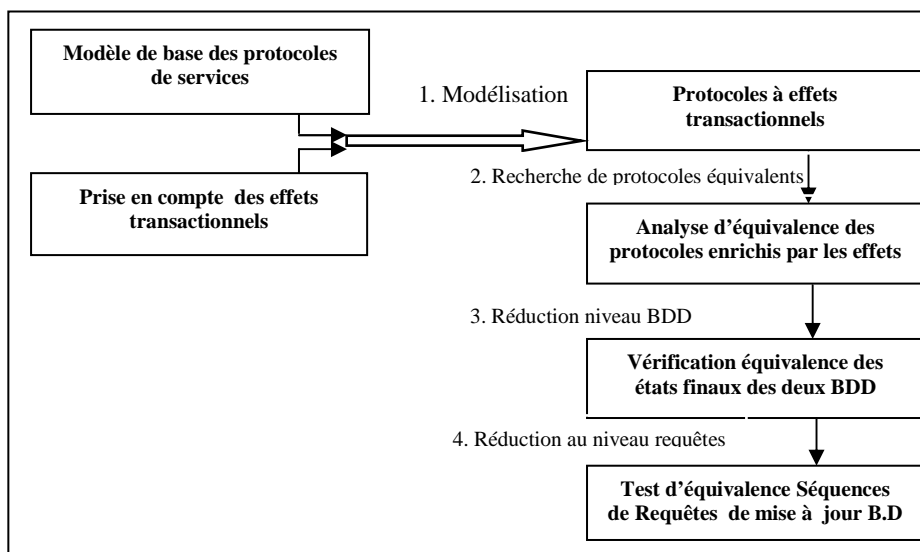 Modèle de base des protocoles
de services
1. Modélisation
Protocoles à effets
transactionnels
Prise en compte des effets
transactionnels
2. Recherche de protocoles équivalents
Analyse d'équivalence des
protocoles enrichis par les effets
3. Réduction niveau BDD
Vérification équivalence des
états finaux des deux BDD
4. Réduction au niveau requêtes
Test d'équivalence Séquences
de Requêtes de mise à jour B.D